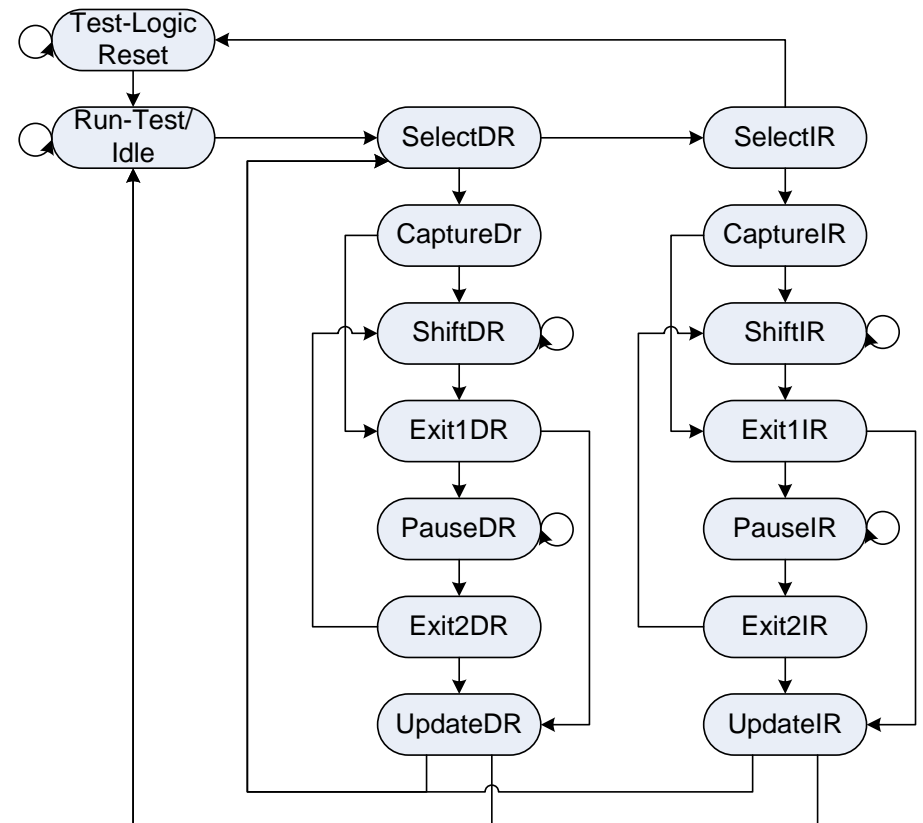 Test-Logic
Reset
Run-Test/
Idle
SelectDR
SelectIR
CaptureDr
CaptureIR
ShiftDR
ShiftIR
Exit1DR
Exit1IR
PauseDR
PauseIR
Exit2DR
Exit2IR
UpdateDR
UpdateIR